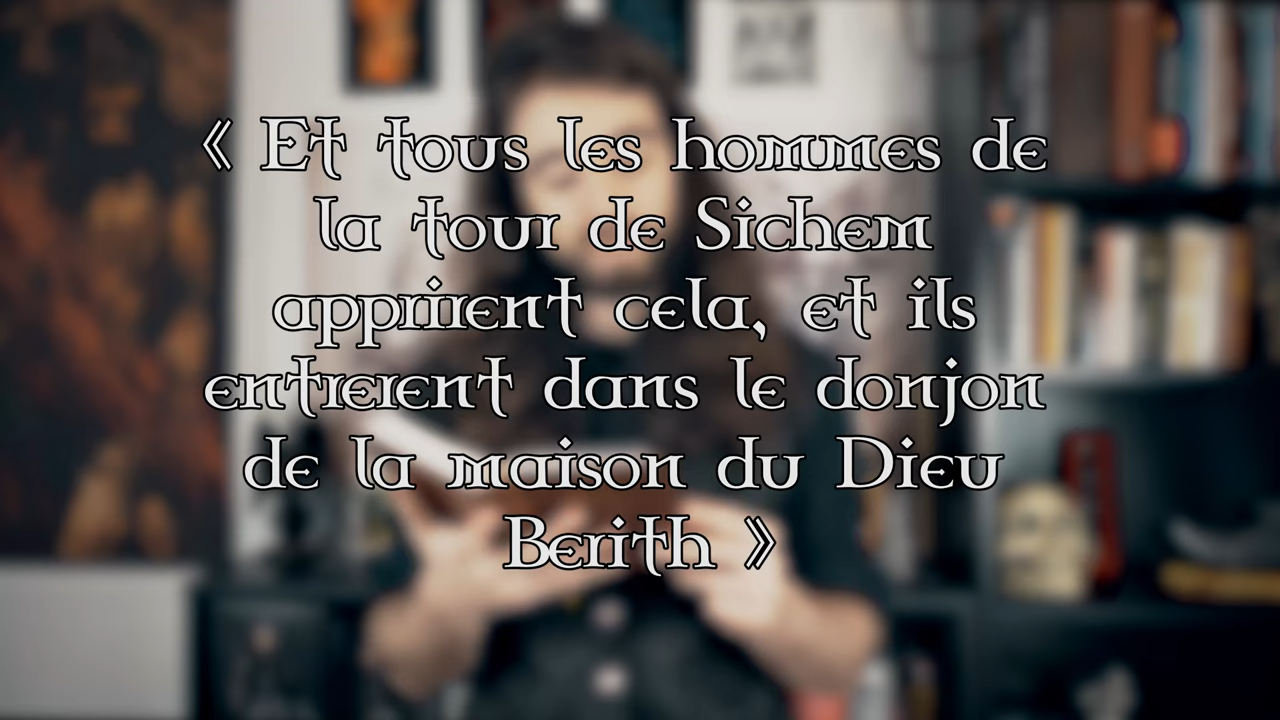 « Et tous les hommes de
la tour de Sichem
apprirent cela, et ils
entrerent dans le donjon
de la maison du Dieu
Berith »